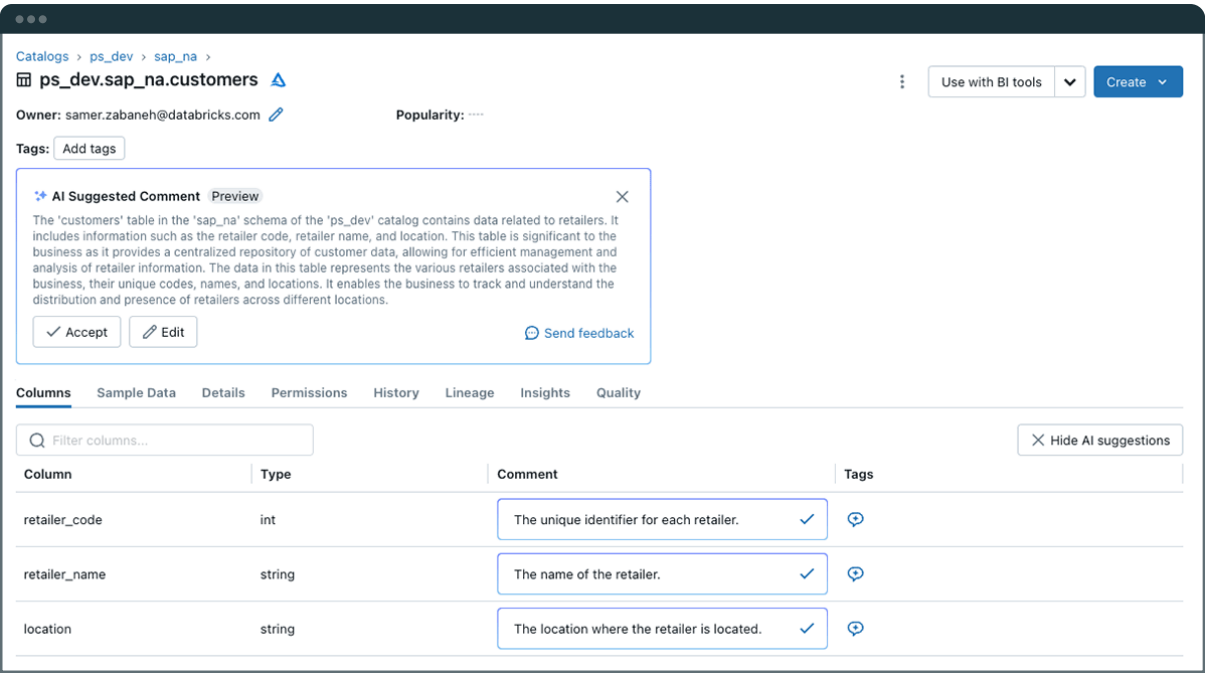 Catalogs › ps_dev › sap_na ›
ps_dev.sap_na.customers
Use with BI tools
Create
Owner: samer.zabaneh@databricks.com
Popularity:
Tags: Add tags
AI Suggested Comment Preview
The 'customers' table in the 'sap_na' schema of the 'ps_dev' catalog contains data related to retailers. It
includes information such as the retailer code, retailer name, and location. This table is significant to the
business as it provides a centralized repository of customer data, allowing for efficient management and
analysis of retailer information. The data in this table represents the various retailers associated with the
business, their unique codes, names, and locations. It enables the business to track and understand the
distribution and presence of retailers across different locations.
Accept Edit Send feedback
Columns Sample Data Details Permissions History Lineage Insights Quality
Filter columns... Hide AI suggestions
Column Type Comment Tags
retailer_code int The unique identifier for each retailer.
retailer_name string The name of the retailer.
location string The location where the retailer is located.